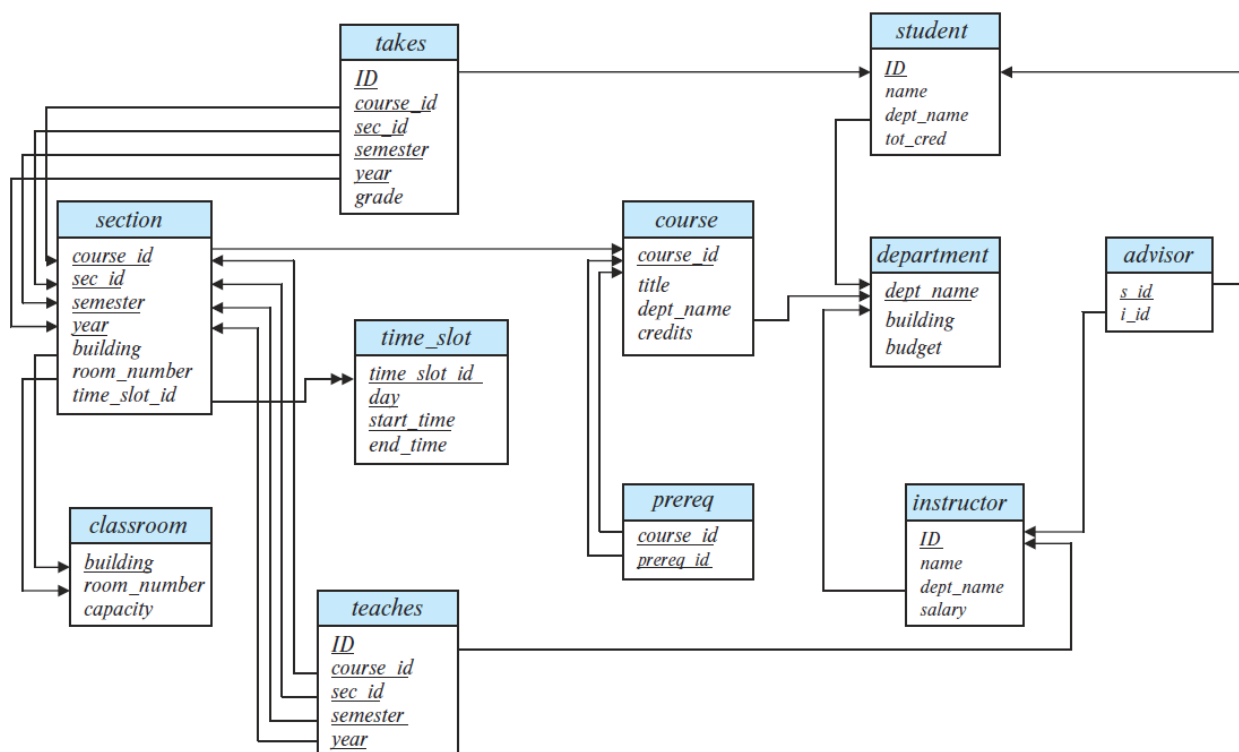 takes
ID
course_id
sec_id
semester
year
grade
student
ID
name
dept_name
tot_cred
section
course_id
sec_id
semester
year
building
room_number
time_slot_id
course
course_id
title
dept_name
credits
department
dept_name
building
budget
advisor
s_id
i_id
time_slot
time_slot_id
day
start_time
end_time
classroom
building
room_number
capacity
prereq
course_id
prereq_id
instructor
ID
name
dept_name
salary
teaches
ID
course_id
sec_id
semester
year